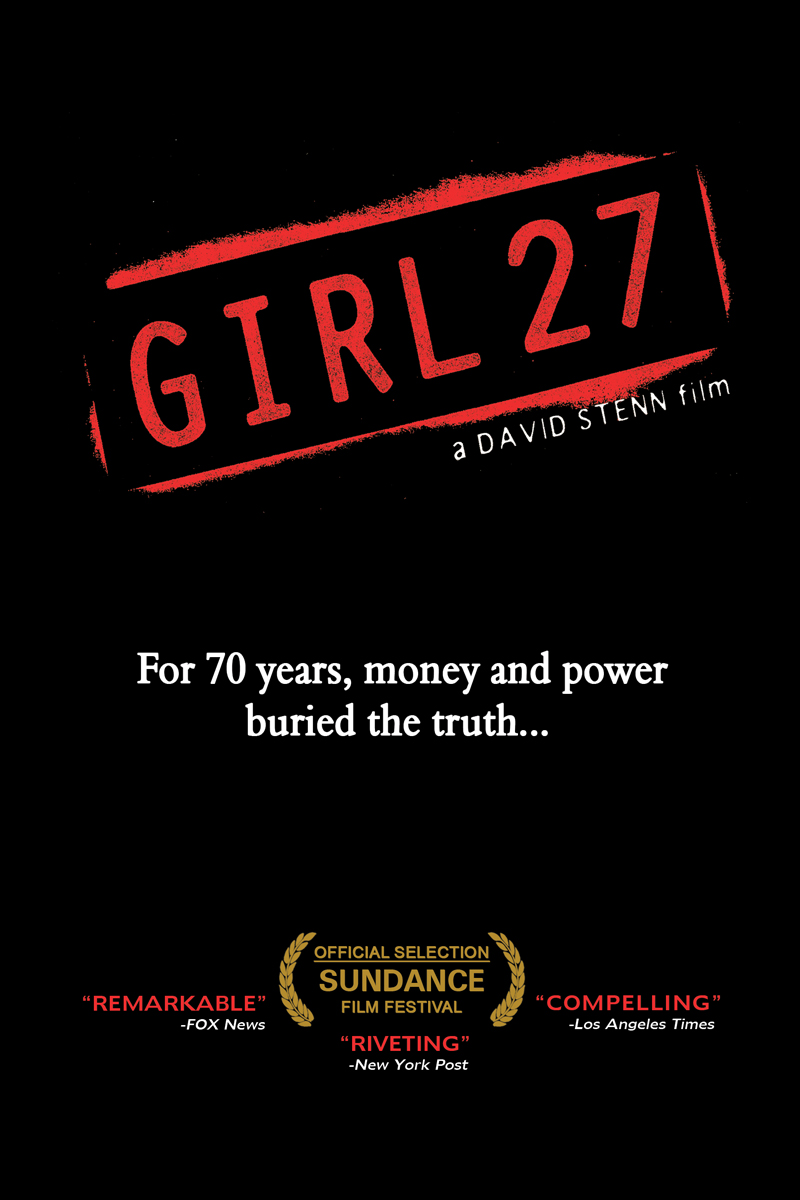 GIRL 27
a DAVID STENN film
For 70 years, money and power
buried the truth...
OFFICIAL SELECTION
SUNDANCE
FILM FESTIVAL
“REMARKABLE”
-FOX News
“COMPELLING”
-Los Angeles Times
“RIVETING”
-New York Post